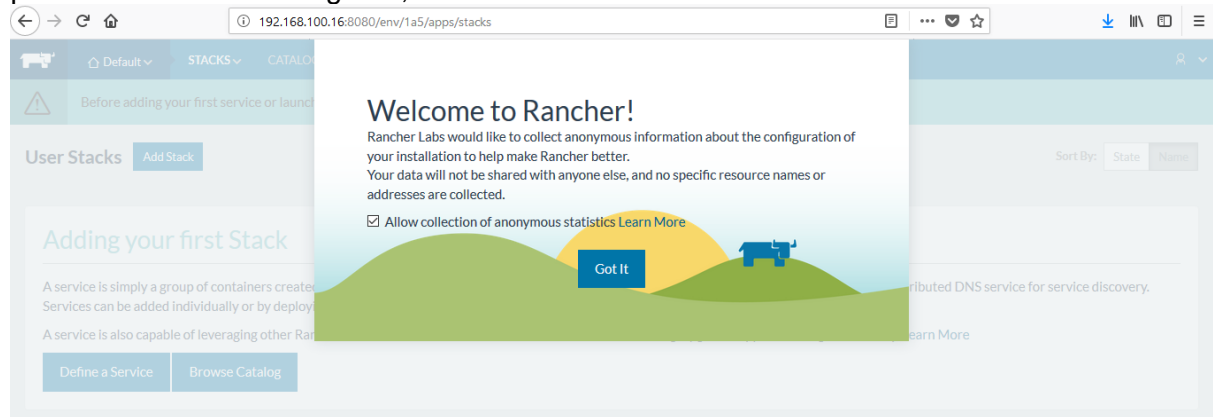 192.168.100.16:8080/env/1a5/apps/stacks
Default STACKS CATALO
Before adding your first service or launch
Welcome to Rancher!
Rancher Labs would like to collect anonymous information about the configuration of
your installation to help make Rancher better.
Your data will not be shared with anyone else, and no specific resource names or
addresses are collected.
Allow collection of anonymous statistics Learn More
Got It
User Stacks Add Stack Sort By: State Name
Adding your first Stack
A service is simply a group of containers create ributed DNS service for service discovery.
Services can be added individually or by deployi
A service is also capable of leveraging other Ran earn More
Define a Service Browse Catalog